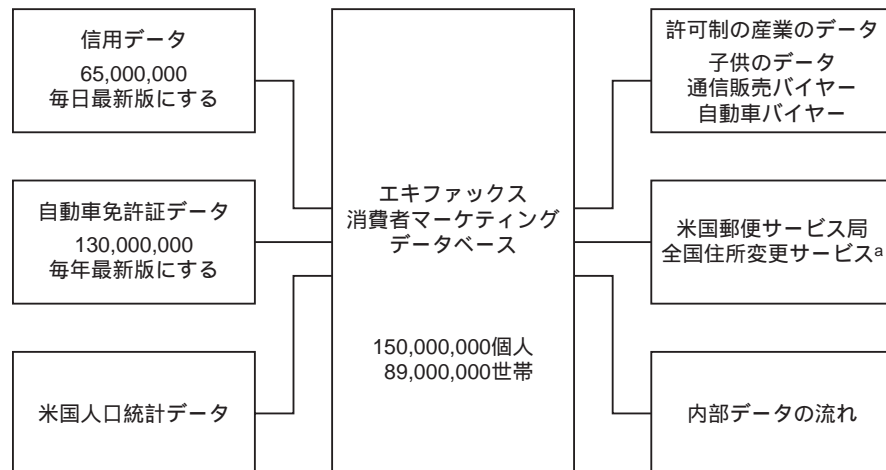 信用データ
65,000,000
毎日最新版にする
自動車免許証データ
130,000,000
毎年最新版にする
米国人口統計データ
エキファックス
消費者マーケティング
データベース
150,000,000個人
89,000,000世帯
許可制の産業のデータ
子供のデータ
通信販売バイヤー
自動車バイヤー
米国郵便サービス局
全国住所変更サービスa
内部データの流れ